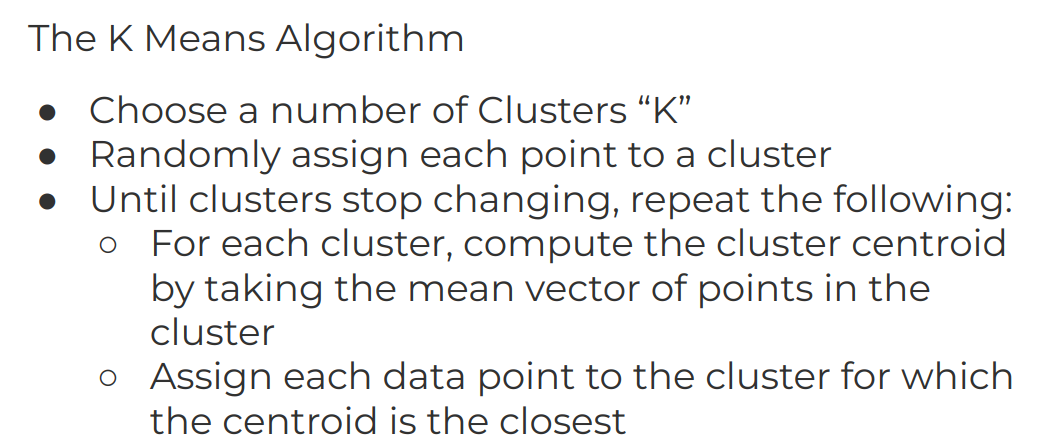 The K Means Algorithm
● Choose a number of Clusters “K”
● Randomly assign each point to a cluster
● Until clusters stop changing, repeat the following:
○ For each cluster, compute the cluster centroid
by taking the mean vector of points in the
cluster
○ Assign each data point to the cluster for which
the centroid is the closest